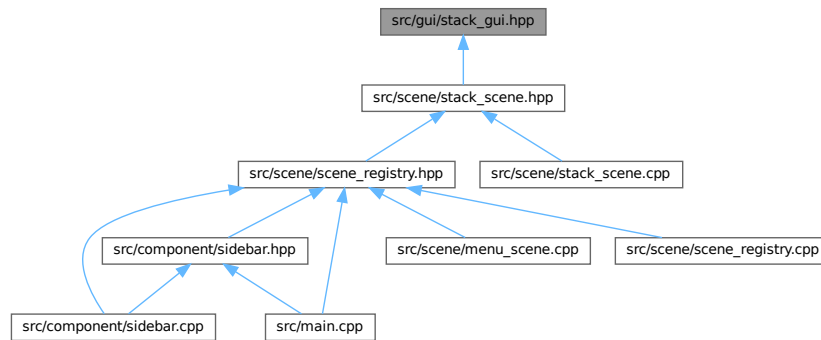 src/gui/stack_gui.hpp
src/scene/stack_scene.hpp
src/scene/scene_registry.hpp
src/scene/stack_scene.cpp
src/component/sidebar.hpp
src/scene/menu_scene.cpp
src/scene/scene_registry.cpp
src/component/sidebar.cpp
src/main.cpp